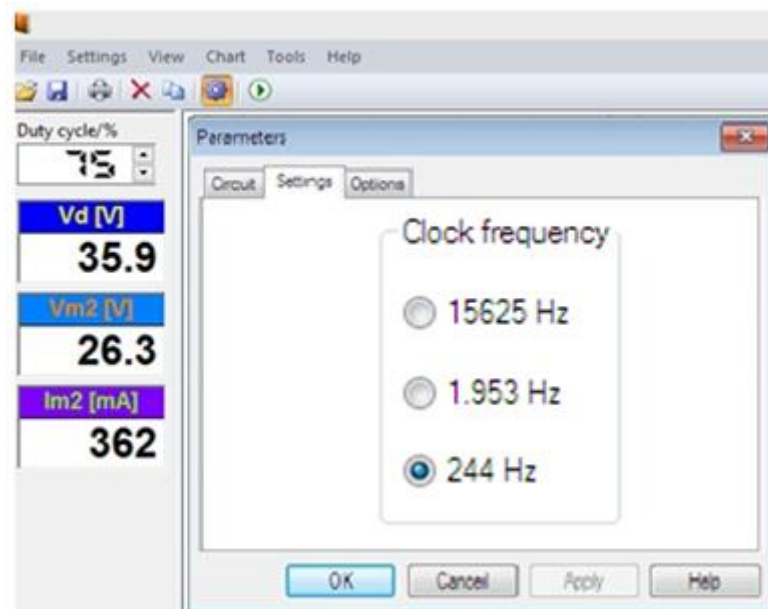 File Settings View Chart Tools Help
Duty cycle/%
75
Parameters
Circuit Settings Options
Vd [V]
35.9
Vm2 [V]
26.3
Im2 [mA]
362
Clock frequency
15625 Hz
1.953 Hz
244 Hz
OK Cancel Apply Help